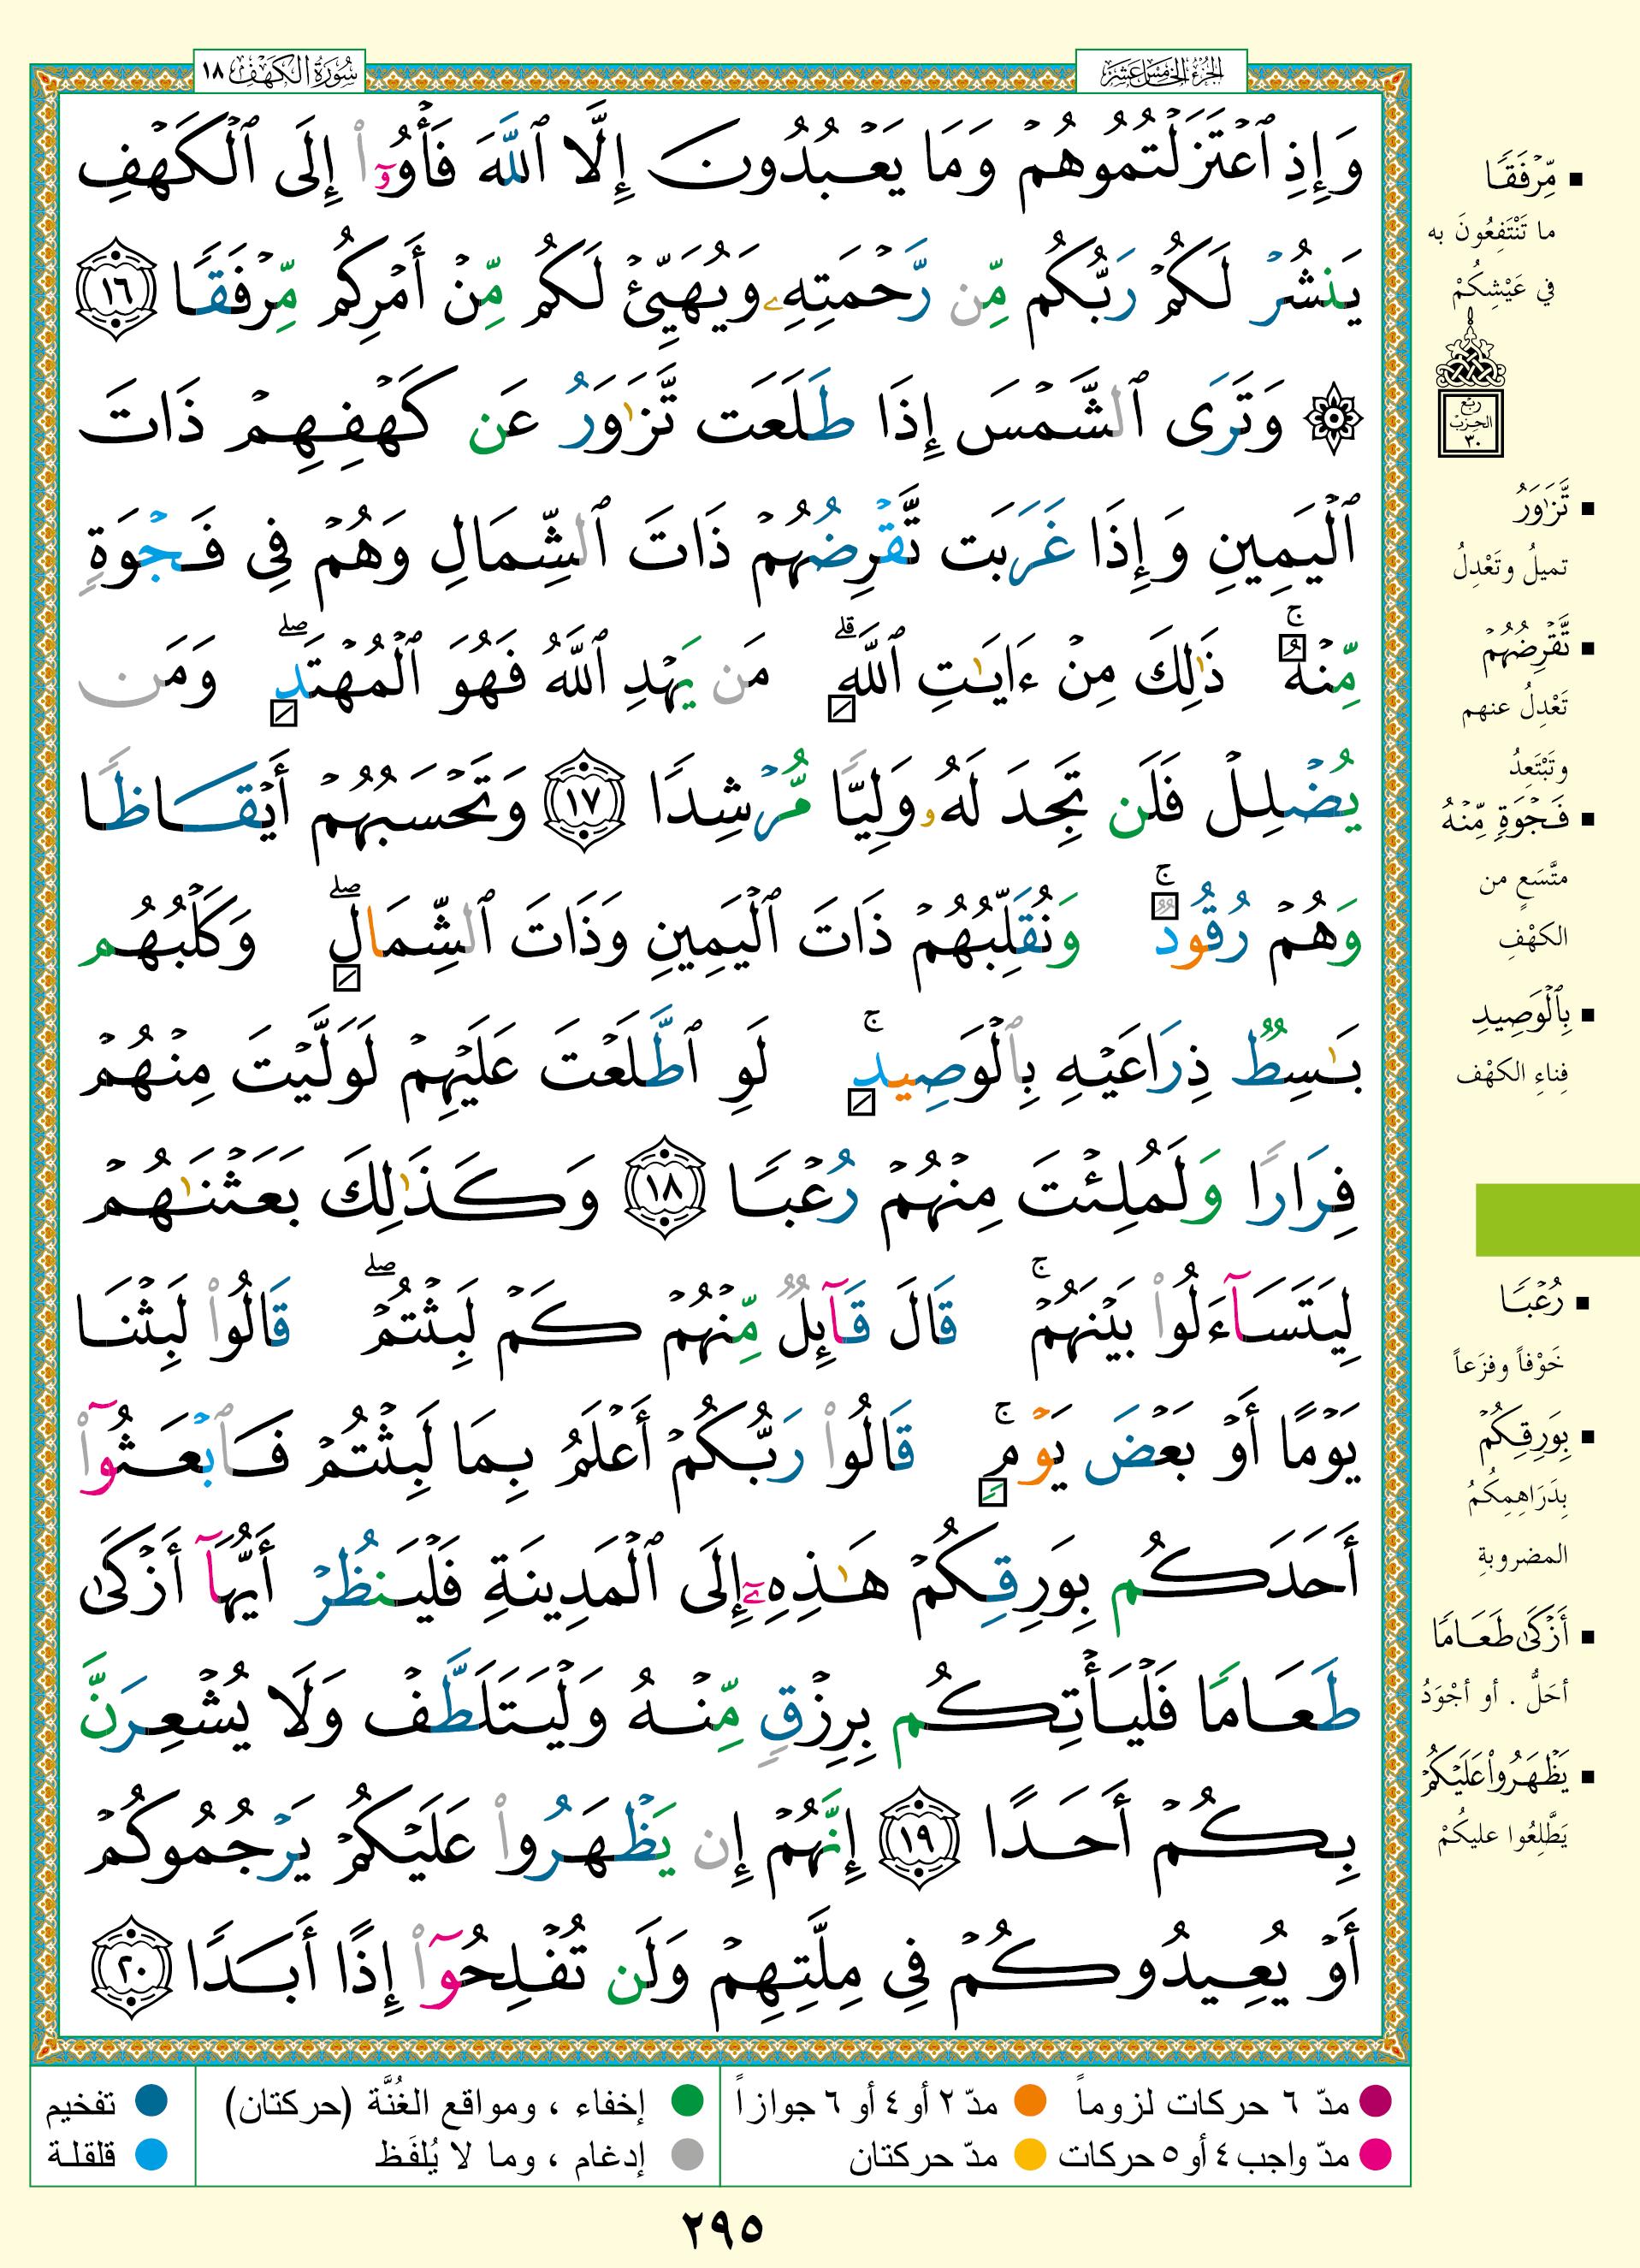 الجزء الخامس عشر
سورة الكهف ١٨
وَإِذِ ٱعْتَزَلْتُمُوهُمْ وَمَا يَعْبُدُونَ إِلَّا ٱللَّهَ فَأْوُۥٓا۟ إِلَى ٱلْكَهْفِ
يَنشُرْ لَكُمْ رَبُّكُم مِّن رَّحْمَتِهِۦ وَيُهَيِّئْ لَكُم مِّنْ أَمْرِكُم مِّرْفَقًا ١٦
۞ وَتَرَى ٱلشَّمْسَ إِذَا طَلَعَت تَّزَٰوَرُ عَن كَهْفِهِمْ ذَاتَ
ٱلْيَمِينِ وَإِذَا غَرَبَت تَّقْرِضُهُمْ ذَاتَ ٱلشِّمَالِ وَهُمْ فِى فَجْوَةٍ
مِّنْهُ ۚ ذَٰلِكَ مِنْ ءَايَٰتِ ٱللَّهِ ۗ مَن يَهْدِ ٱللَّهُ فَهُوَ ٱلْمُهْتَدِ ۖ وَمَن
يُضْلِلْ فَلَن تَجِدَ لَهُۥ وَلِيًّا مُّرْشِدًا ١٧ وَتَحْسَبُهُمْ أَيْقَاظًا
وَهُمْ رُقُودٌ ۚ وَنُقَلِّبُهُمْ ذَاتَ ٱلْيَمِينِ وَذَاتَ ٱلشِّمَالِ ۖ وَكَلْبُهُم
بَٰسِطٌ ذِرَاعَيْهِ بِٱلْوَصِيدِ ۚ لَوِ ٱطَّلَعْتَ عَلَيْهِمْ لَوَلَّيْتَ مِنْهُمْ
فِرَارًا وَلَمُلِئْتَ مِنْهُمْ رُعْبًا ١٨ وَكَذَٰلِكَ بَعَثْنَٰهُمْ
لِيَتَسَآءَلُوا۟ بَيْنَهُمْ ۚ قَالَ قَآئِلٌ مِّنْهُمْ كَمْ لَبِثْتُمْ ۖ قَالُوا۟ لَبِثْنَا
يَوْمًا أَوْ بَعْضَ يَوْمٍ ۚ قَالُوا۟ رَبُّكُمْ أَعْلَمُ بِمَا لَبِثْتُمْ فَٱبْعَثُوٓا۟
أَحَدَكُم بِوَرِقِكُمْ هَٰذِهِۦٓ إِلَى ٱلْمَدِينَةِ فَلْيَنظُرْ أَيُّهَآ أَزْكَىٰ
طَعَامًا فَلْيَأْتِكُم بِرِزْقٍ مِّنْهُ وَلْيَتَلَطَّفْ وَلَا يُشْعِرَنَّ
بِكُمْ أَحَدًا ١٩ إِنَّهُمْ إِن يَظْهَرُوا۟ عَلَيْكُمْ يَرْجُمُوكُمْ
أَوْ يُعِيدُوكُمْ فِى مِلَّتِهِمْ وَلَن تُفْلِحُوٓا۟ إِذًا أَبَدًا ٢٠
▪ مِّرْفَقًا
ما تَنْتَفِعُونَ به
في عَيْشِكُمْ
ربع
الحزب
٣٠
▪ تَّزَٰوَرُ
تميلُ وتَعْدِلُ
▪ تَّقْرِضُهُمْ
تَعْدِلُ عنهم
وتَبْتَعِدُ
▪ فَجْوَةٍ مِّنْهُ
متَّسَعٍ من
الكهْفِ
▪ بِٱلْوَصِيدِ
فِناءِ الكهْف
▪ رُعْبًا
خَوْفاً وفزَعاً
▪ بِوَرِقِكُمْ
بِدَرَاهِمِكُمُ
المضروبةِ
▪ أَزْكَىٰ طَعَامًا
أحَلُّ . أو أجْوَدُ
▪ يَظْهَرُوا۟ عَلَيْكُمْ
يَطَّلِعُوا عليكُمْ
مدّ ٦ حركات لزوماً مدّ ٢ أو ٤ أو ٦ جوازاً إخفاء ، ومواقع الغُنَّة (حركتان) تفخيم
مدّ واجب ٤ أو ٥ حركات مدّ حركتان إدغام ، وما لا يُلفَظ قلقلة
٢٩٥